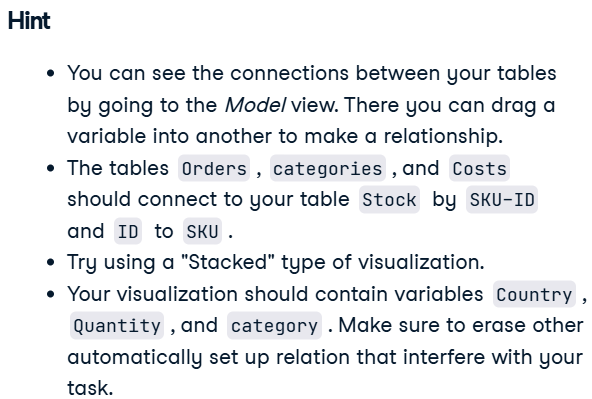 Hint
• You can see the connections between your tables
by going to the Model view. There you can drag a
variable into another to make a relationship.
• The tables Orders , categories , and Costs
should connect to your table Stock by SKU-ID
and ID to SKU .
• Try using a "Stacked" type of visualization.
• Your visualization should contain variables Country ,
Quantity , and category . Make sure to erase other
automatically set up relation that interfere with your
task.